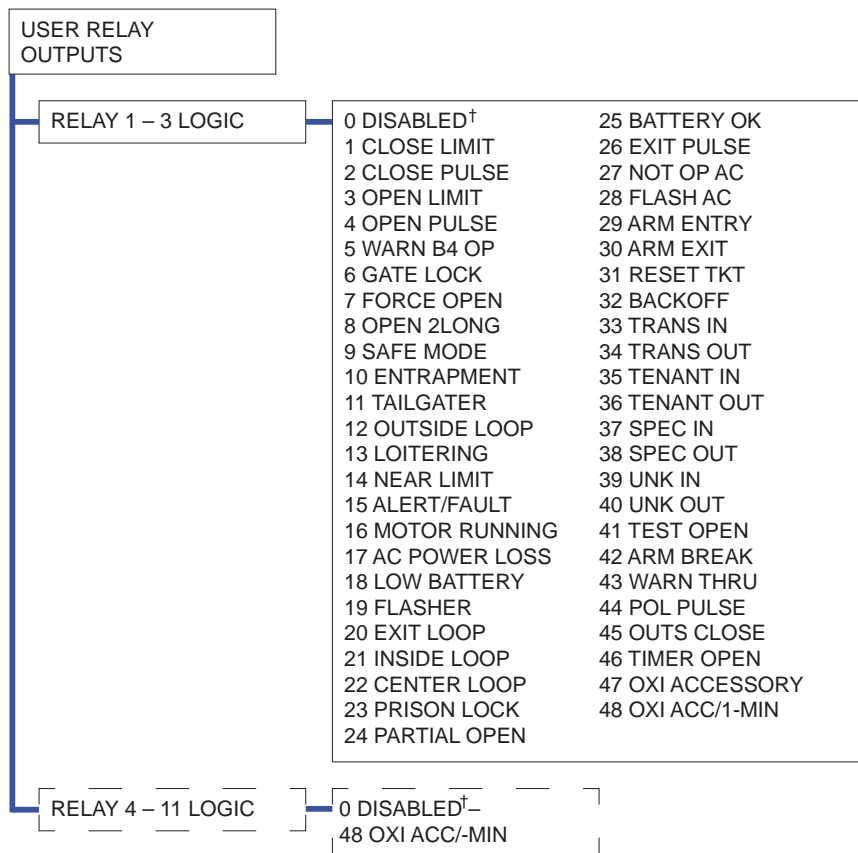 USER RELAY
OUTPUTS
RELAY 1 – 3 LOGIC
0 DISABLED†
1 CLOSE LIMIT
2 CLOSE PULSE
3 OPEN LIMIT
4 OPEN PULSE
5 WARN B4 OP
6 GATE LOCK
7 FORCE OPEN
8 OPEN 2LONG
9 SAFE MODE
10 ENTRAPMENT
11 TAILGATER
12 OUTSIDE LOOP
13 LOITERING
14 NEAR LIMIT
15 ALERT/FAULT
16 MOTOR RUNNING
17 AC POWER LOSS
18 LOW BATTERY
19 FLASHER
20 EXIT LOOP
21 INSIDE LOOP
22 CENTER LOOP
23 PRISON LOCK
24 PARTIAL OPEN
25 BATTERY OK
26 EXIT PULSE
27 NOT OP AC
28 FLASH AC
29 ARM ENTRY
30 ARM EXIT
31 RESET TKT
32 BACKOFF
33 TRANS IN
34 TRANS OUT
35 TENANT IN
36 TENANT OUT
37 SPEC IN
38 SPEC OUT
39 UNK IN
40 UNK OUT
41 TEST OPEN
42 ARM BREAK
43 WARN THRU
44 POL PULSE
45 OUTS CLOSE
46 TIMER OPEN
47 OXI ACCESSORY
48 OXI ACC/1-MIN
RELAY 4 – 11 LOGIC
0 DISABLED†–
48 OXI ACC/-MIN